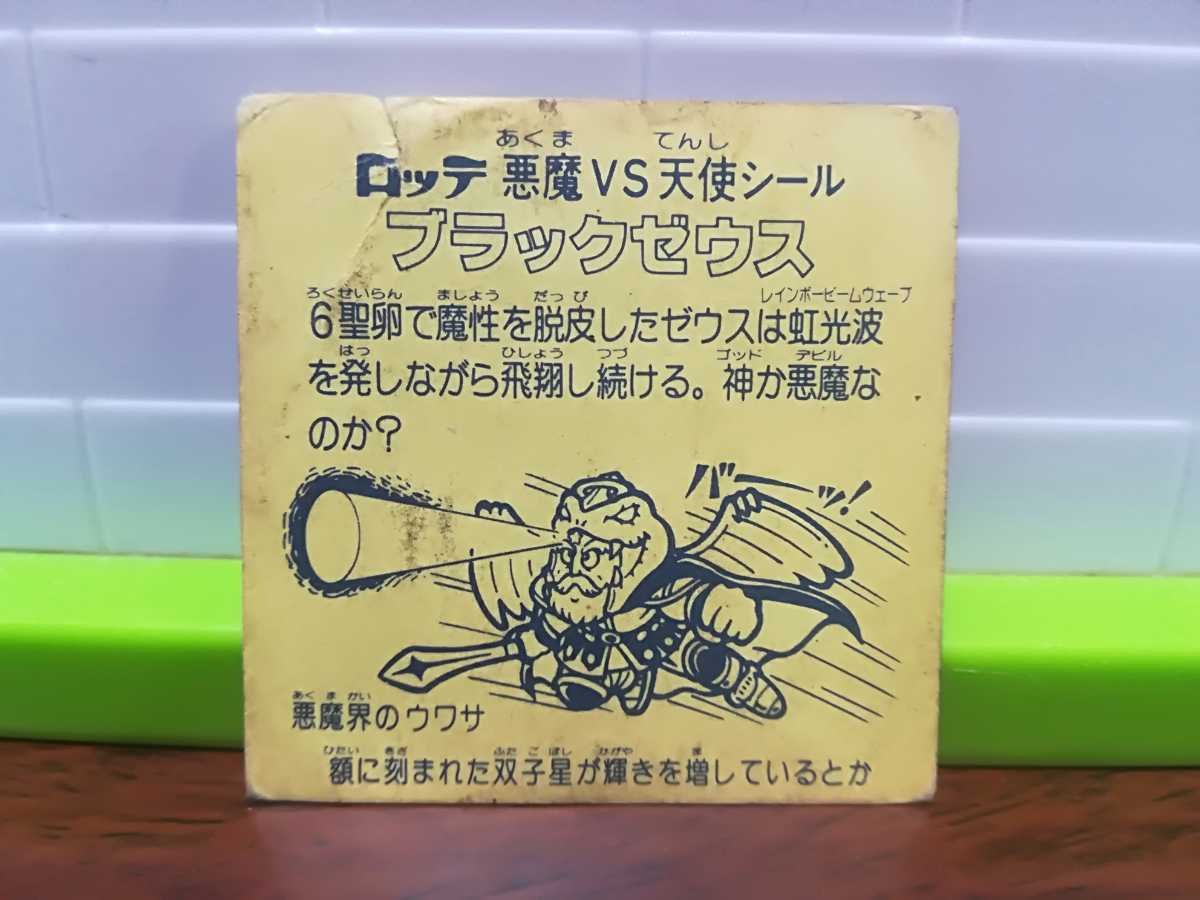 あくま てんし
ロッテ 悪魔VS天使シール
ブラックゼウス
ろくせいらん ましょう だっぴ レインボービームウェーブ
6聖卵で魔性を脱皮したゼウスは虹光波
はつ ひしょう つづ ゴッド デビル
を発しながら飛翔し続ける。神か悪魔な
のか?
バーッ!
あくまかい
悪魔界のウワサ
ひたい きざ ふたごぼし かがや ま
額に刻まれた双子星が輝きを増しているとか